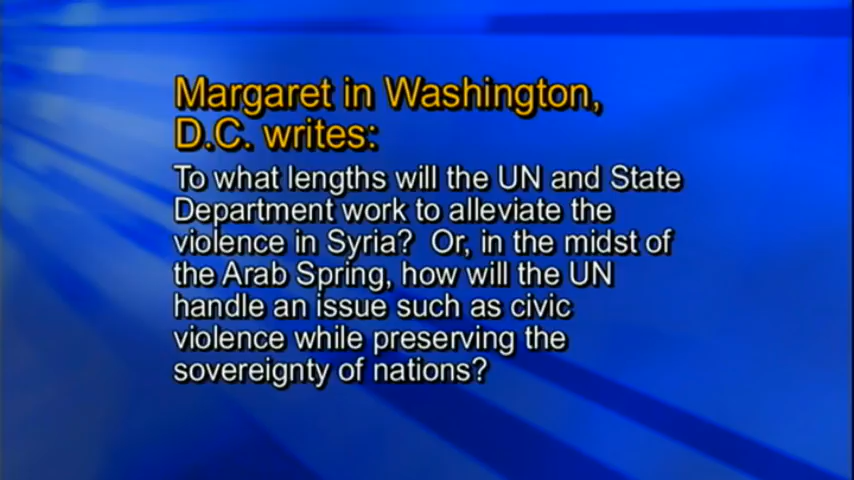 Margaret in Washington,
D.C. writes:
To what lengths will the UN and State
Department work to alleviate the
violence in Syria?  Or, in the midst of
the Arab Spring, how will the UN
handle an issue such as civic
violence while preserving the
sovereignty of nations?